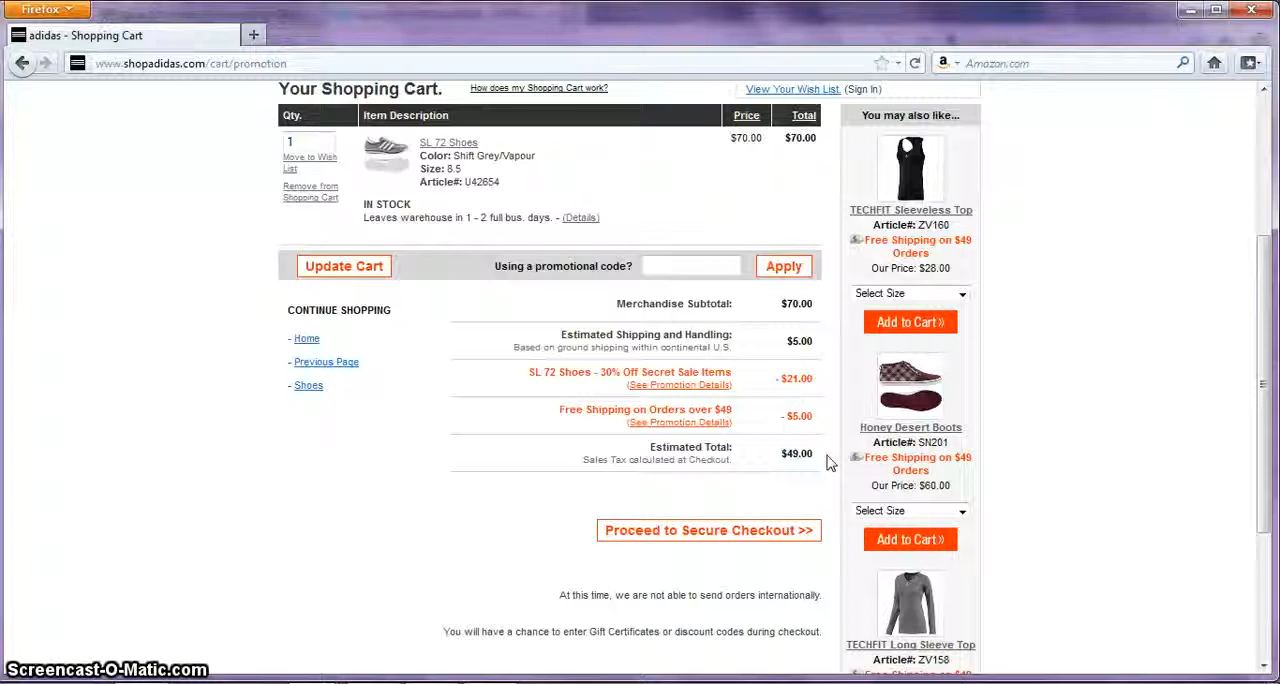 Firefox
adidas - Shopping Cart
www.shopadidas.com/cart/promotion
Amazon.com
Your Shopping Cart.
How does my Shopping Cart work?
View Your Wish List. (Sign In)
Qty.
Item Description
Price
Total
You may also like...
1
Move to Wish
List
Remove from
Shopping Cart
SL 72 Shoes
Color: Shift Grey/Vapour
Size: 8.5
Article#: U42654
$70.00
$70.00
IN STOCK
Leaves warehouse in 1 - 2 full bus. days. - (Details)
Update Cart
Using a promotional code?
Apply
CONTINUE SHOPPING
- Home
- Previous Page
- Shoes
Merchandise Subtotal: $70.00
Estimated Shipping and Handling: $5.00
Based on ground shipping within continental U.S.
SL 72 Shoes - 30% Off Secret Sale Items - $21.00
(See Promotion Details)
Free Shipping on Orders over $49 - $5.00
(See Promotion Details)
Estimated Total: $49.00
Sales Tax calculated at Checkout.
Proceed to Secure Checkout >>
At this time, we are not able to send orders internationally.
You will have a chance to enter Gift Certificates or discount codes during checkout.
TECHFIT Sleeveless Top
Article#: ZV160
Free Shipping on $49
Orders
Our Price: $28.00
Select Size
Add to Cart »
Honey Desert Boots
Article#: SN201
Free Shipping on $49
Orders
Our Price: $60.00
Select Size
Add to Cart »
TECHFIT Long Sleeve Top
Article#: ZV158
Free Shipping on $49
Screencast-O-Matic.com